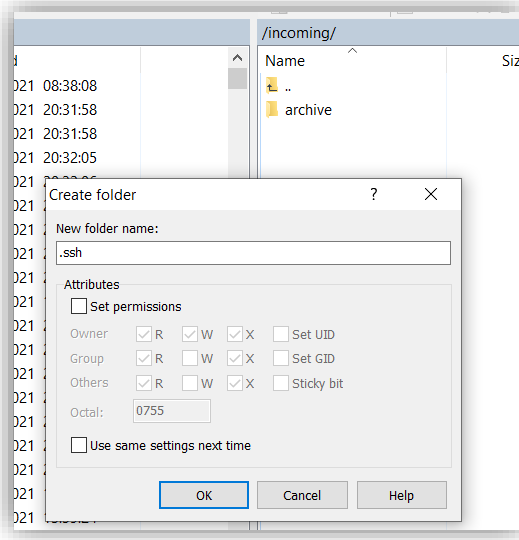 /incoming/
d
Name
Siz
021 08:38:08
..
021 20:31:58
archive
021 20:31:58
021 20:32:05
Create folder
?
New folder name:
.ssh
Attributes
Set permissions
Owner R W X Set UID
Group R W X Set GID
Others R W X Sticky bit
Octal: 0755
Use same settings next time
OK Cancel Help